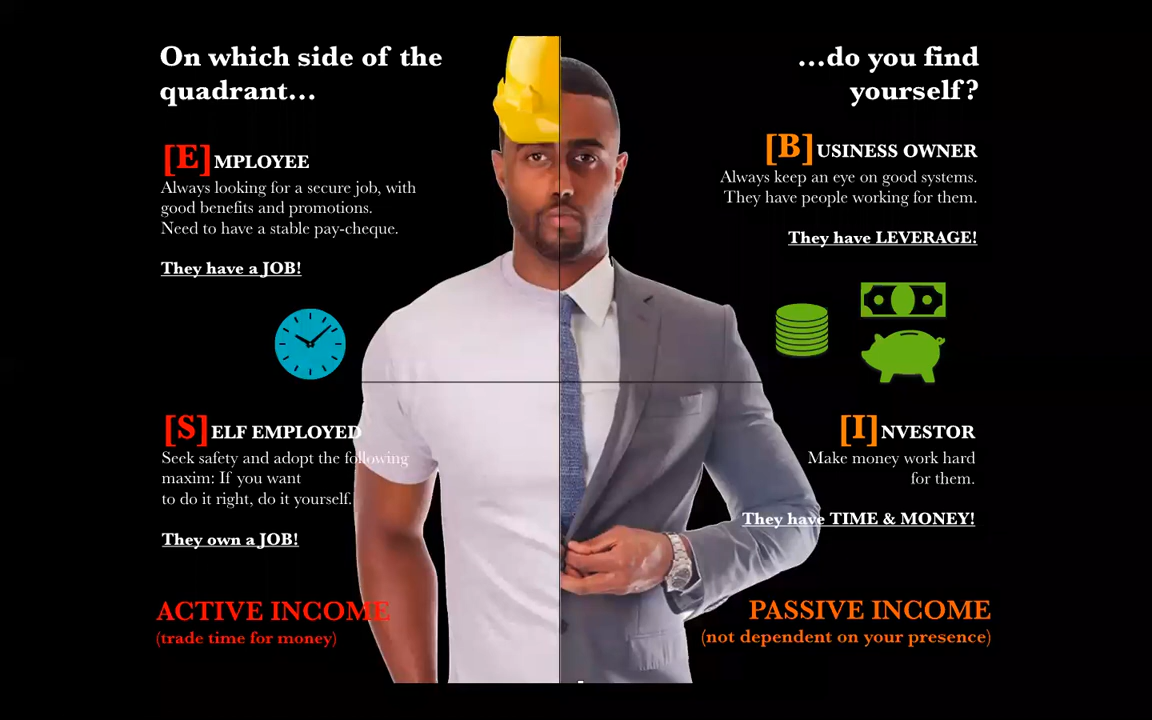 On which side of the
quadrant...
[E]MPLOYEE
Always looking for a secure job, with
good benefits and promotions.
Need to have a stable pay-cheque.
They have a JOB!
[S]ELF EMPLOYED
Seek safety and adopt the following
maxim: If you want
to do it right, do it yourself.
They own a JOB!
ACTIVE INCOME
(trade time for money)
...do you find
yourself?
[B]USINESS OWNER
Always keep an eye on good systems.
They have people working for them.
They have LEVERAGE!
[I]NVESTOR
Make money work hard
for them.
They have TIME & MONEY!
PASSIVE INCOME
(not dependent on your presence)